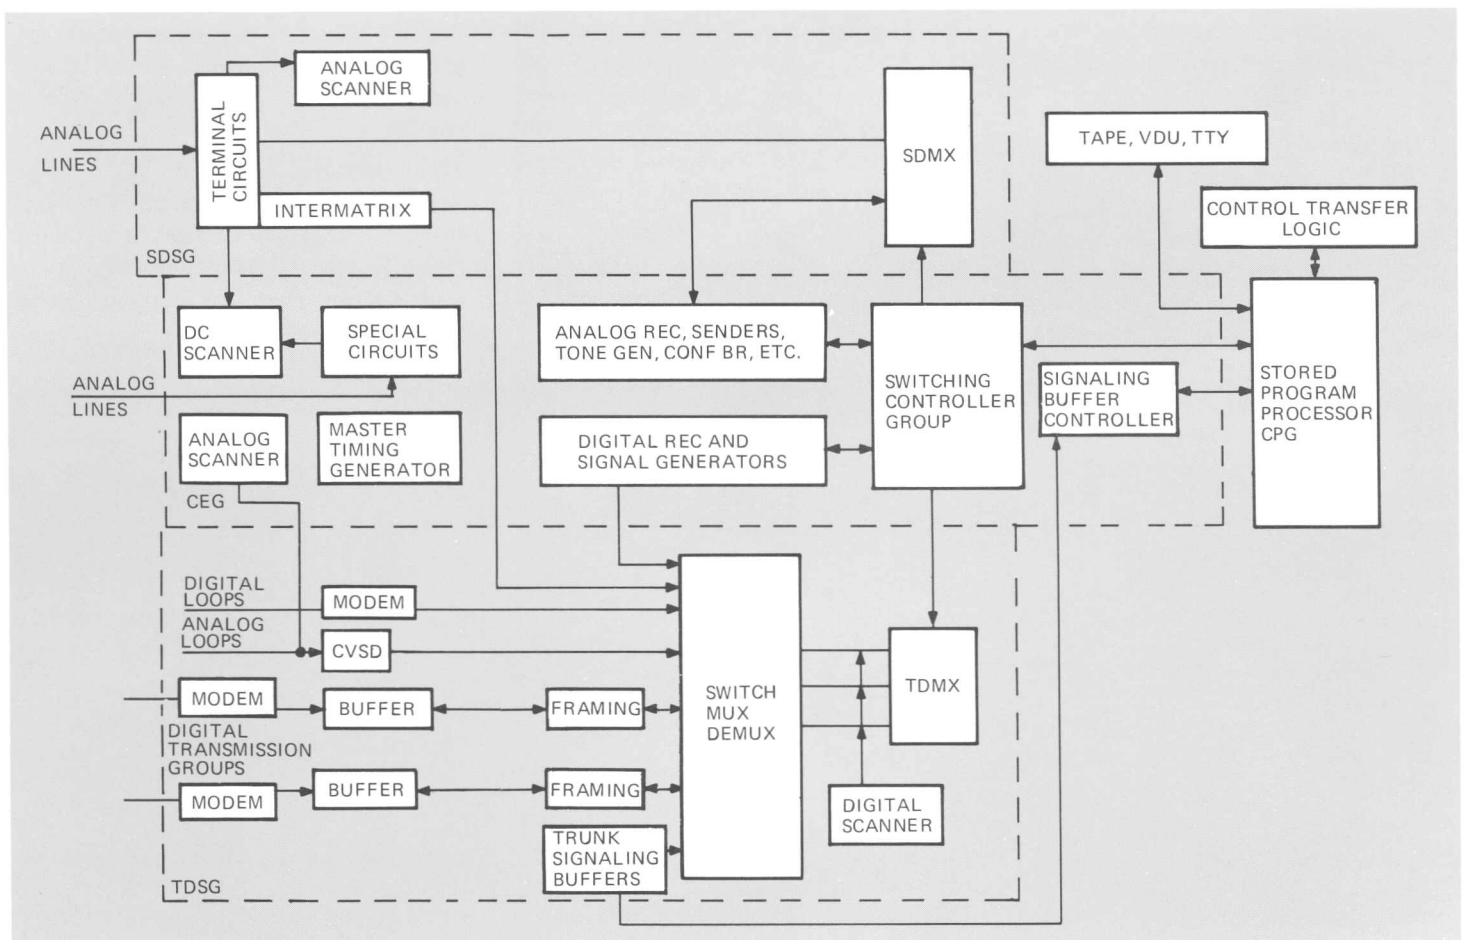 ANALOG
SCANNER
ANALOG
LINES
TERMINAL
CIRCUITS
INTERMATRIX
SDMX
TAPE, VDU, TTY
CONTROL TRANSFER
LOGIC
SDSG
DC
SCANNER
SPECIAL
CIRCUITS
ANALOG REC, SENDERS,
TONE GEN, CONF BR, ETC.
SWITCHING
CONTROLLER
GROUP
SIGNALING
BUFFER
CONTROLLER
STORED
PROGRAM
PROCESSOR
CPG
ANALOG
LINES
ANALOG
SCANNER
MASTER
TIMING
GENERATOR
DIGITAL REC AND
SIGNAL GENERATORS
CEG
DIGITAL
LOOPS
MODEM
ANALOG
LOOPS
CVSD
MODEM
BUFFER
FRAMING
SWITCH
MUX
DEMUX
TDMX
DIGITAL
TRANSMISSION
GROUPS
MODEM
BUFFER
FRAMING
DIGITAL
SCANNER
TRUNK
SIGNALING
BUFFERS
TDSG